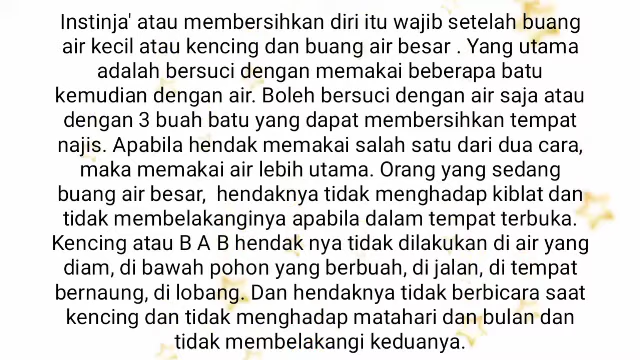 Instinja' atau membersihkan diri itu wajib setelah buang
air kecil atau kencing dan buang air besar . Yang utama
adalah bersuci dengan memakai beberapa batu
kemudian dengan air. Boleh bersuci dengan air saja atau
dengan 3 buah batu yang dapat membersihkan tempat
najis. Apabila hendak memakai salah satu dari dua cara,
maka memakai air lebih utama. Orang yang sedang
buang air besar,  hendaknya tidak menghadap kiblat dan
tidak membelakanginya apabila dalam tempat terbuka.
Kencing atau B A B hendak nya tidak dilakukan di air yang
diam, di bawah pohon yang berbuah, di jalan, di tempat
bernaung, di lobang. Dan hendaknya tidak berbicara saat
kencing dan tidak menghadap matahari dan bulan dan
tidak membelakangi keduanya.